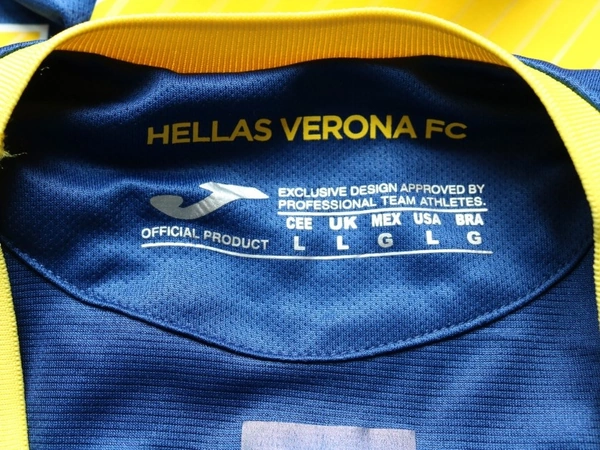 HELLAS VERONA FC
EXCLUSIVE DESIGN APPROVED BY
PROFESSIONAL TEAM ATHLETES.
CEE UK MEX USA BRA
OFFICIAL PRODUCT L L G L G